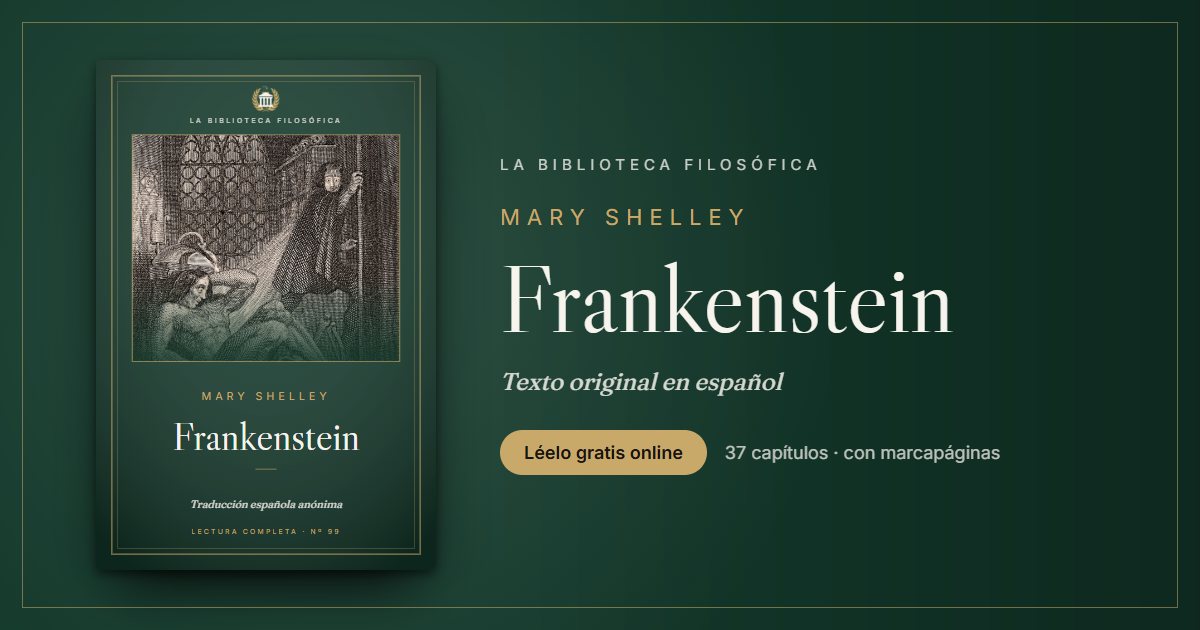 LA BIBLIOTECA FILOSÓFICA
MARY SHELLEY
Frankenstein
Traducción española anónima
LECTURA COMPLETA · Nº 99
LA BIBLIOTECA FILOSÓFICA
MARY SHELLEY
Frankenstein
Texto original en español
Léelo gratis online
37 capítulos · con marcapáginas